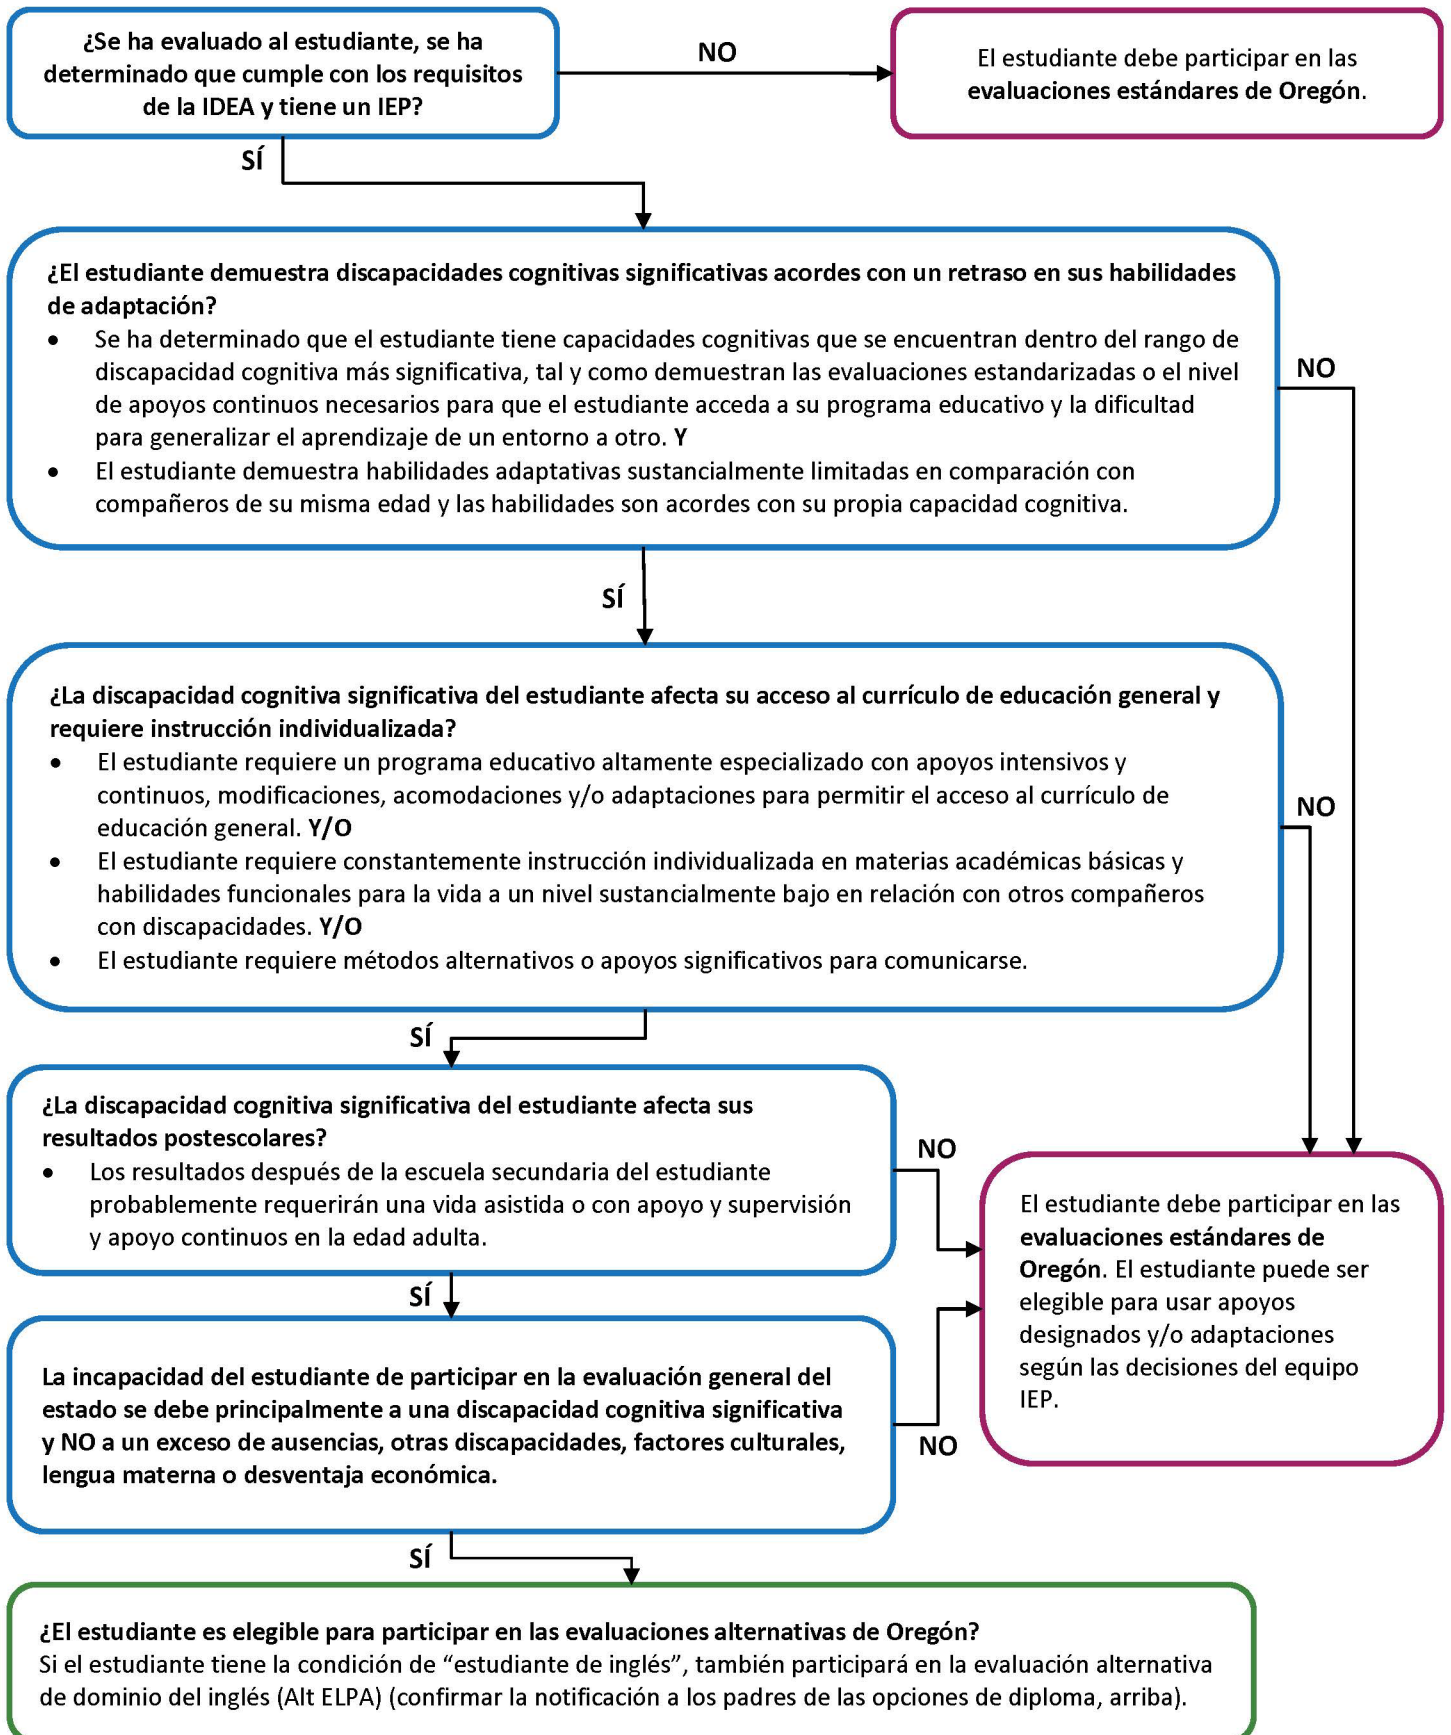 ¿Se ha evaluado al estudiante, se ha
determinado que cumple con los requisitos
de la IDEA y tiene un IEP?
NO
El estudiante debe participar en las
evaluaciones estándares de Oregón.
SÍ
¿El estudiante demuestra discapacidades cognitivas significativas acordes con un retraso en sus habilidades
de adaptación?
• Se ha determinado que el estudiante tiene capacidades cognitivas que se encuentran dentro del rango de
discapacidad cognitiva más significativa, tal y como demuestran las evaluaciones estandarizadas o el nivel
de apoyos continuos necesarios para que el estudiante acceda a su programa educativo y la dificultad
para generalizar el aprendizaje de un entorno a otro. Y
• El estudiante demuestra habilidades adaptativas sustancialmente limitadas en comparación con
compañeros de su misma edad y las habilidades son acordes con su propia capacidad cognitiva.
NO
SÍ
¿La discapacidad cognitiva significativa del estudiante afecta su acceso al currículo de educación general y
requiere instrucción individualizada?
• El estudiante requiere un programa educativo altamente especializado con apoyos intensivos y
continuos, modificaciones, acomodaciones y/o adaptaciones para permitir el acceso al currículo de
educación general. Y/O
• El estudiante requiere constantemente instrucción individualizada en materias académicas básicas y
habilidades funcionales para la vida a un nivel sustancialmente bajo en relación con otros compañeros
con discapacidades. Y/O
• El estudiante requiere métodos alternativos o apoyos significativos para comunicarse.
NO
SÍ
¿La discapacidad cognitiva significativa del estudiante afecta sus
resultados postescolares?
• Los resultados después de la escuela secundaria del estudiante
probablemente requerirán una vida asistida o con apoyo y supervisión
y apoyo continuos en la edad adulta.
NO
El estudiante debe participar en las
evaluaciones estándares de
Oregón. El estudiante puede ser
elegible para usar apoyos
designados y/o adaptaciones
según las decisiones del equipo
IEP.
SÍ
La incapacidad del estudiante de participar en la evaluación general del
estado se debe principalmente a una discapacidad cognitiva significativa
y NO a un exceso de ausencias, otras discapacidades, factores culturales,
lengua materna o desventaja económica.
NO
SÍ
¿El estudiante es elegible para participar en las evaluaciones alternativas de Oregón?
Si el estudiante tiene la condición de “estudiante de inglés”, también participará en la evaluación alternativa
de dominio del inglés (Alt ELPA) (confirmar la notificación a los padres de las opciones de diploma, arriba).